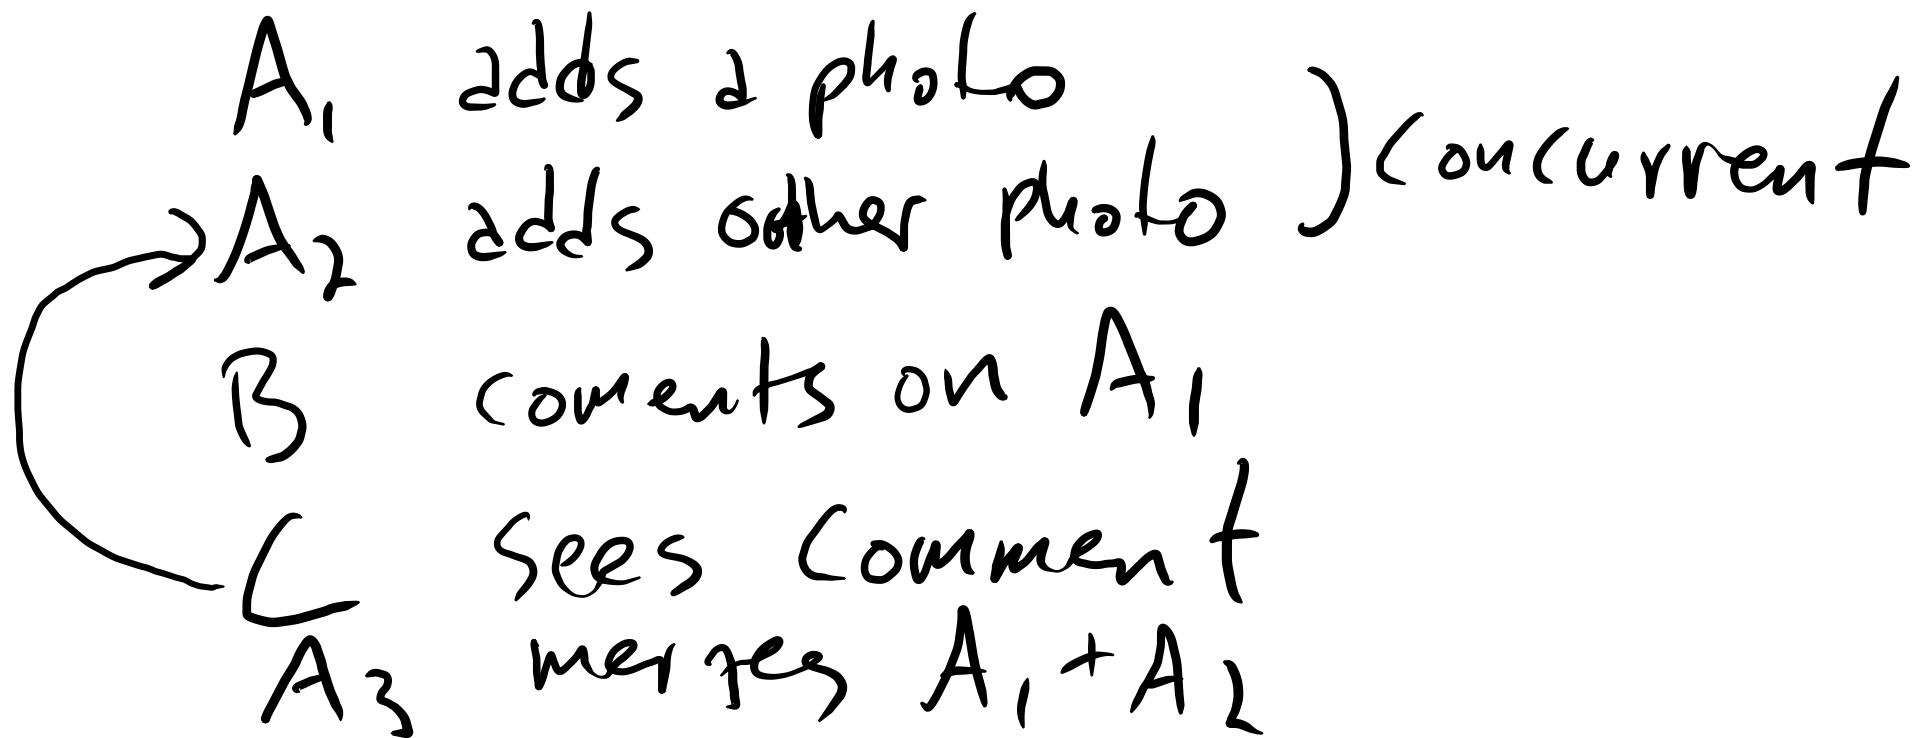 A₁ adds a photo
A₂ adds other photo
) concurrent
B coments on A₁
C sees comment
A₃ merges A₁ + A₂